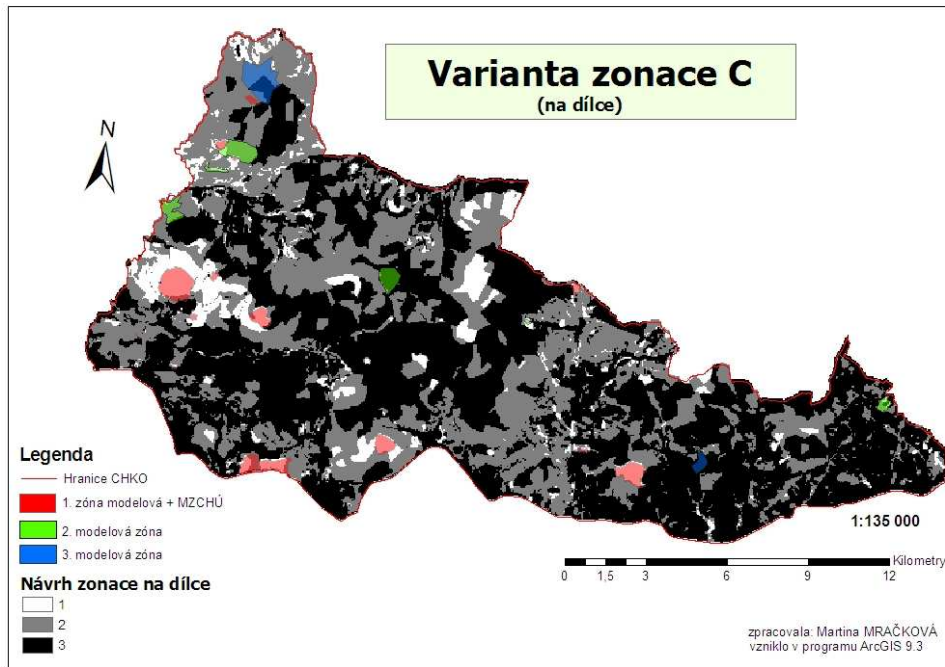 Varianta zonace C
(na dílce)
N
Legenda
Hranice CHKO
1. zóna modelová + MZCHÚ
2. modelová zóna
3. modelová zóna
Návrh zonace na dílce
1
2
3
1:135 000
Kilometry
0 1,5 3 6 9 12
zpracovala: Martina MRAČKOVÁ
vzniklo v programu ArcGIS 9.3